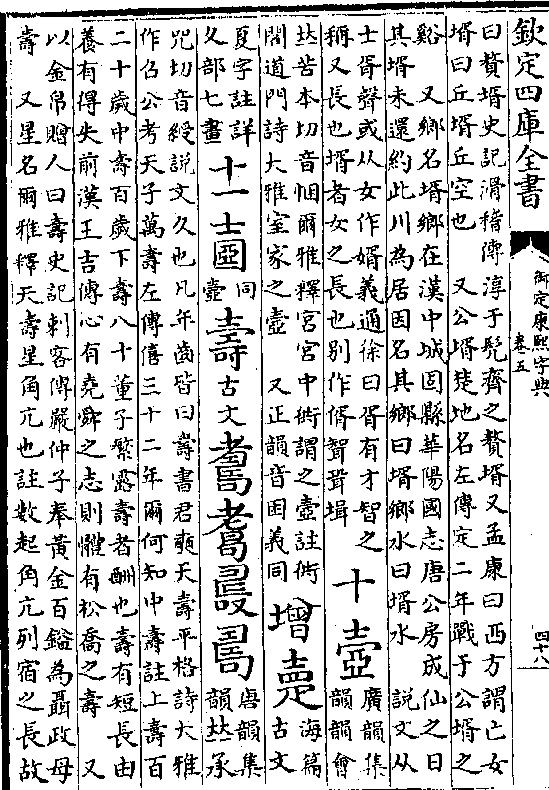 欽定四庫全書
御定康熙字典
卷五
四十八
曰贅壻史記滑稽傳淳于髡齊之贅壻又孟康曰西方謂亡女
壻曰丘壻丘空也 又公壻楚地名左傳定二年戰于公壻之
谿 又鄉名壻鄉在漢中城固縣華陽國志唐公房成仙之日
其壻未還約此川為居因名其鄉曰壻鄉水曰壻水 說文从
士胥聲或从女作婿義通徐曰胥有才智之
稱又長也壻者女之長也別作偦聟
十壼
廣韻集
韻韻會
𠀤苦本切音悃爾雅釋宮宮中衖謂之壼註衖
閤道門詩大雅室家之壼 又正韻音困義同
增
海篇
古文
夏字註詳
夂部七畫
十一士
同
壼
壽
古文
唐韻集
韻𠀤承
咒切音綬說文久也凡年齒皆曰壽書君奭天壽平格詩大雅
作召公考天子萬壽左傳僖三十二年爾何知中壽註上壽百
二十歲中壽百歲下壽八十董子繁露壽者酬也壽有短長由
養有得失前漢王吉傳心有堯舜之志則體有松喬之壽 又
以金帛贈人曰壽史記刺客傳嚴仲子奉黃金百鎰為聶政母
壽 又星名爾雅釋天壽星角亢也註數起角亢列宿之長故